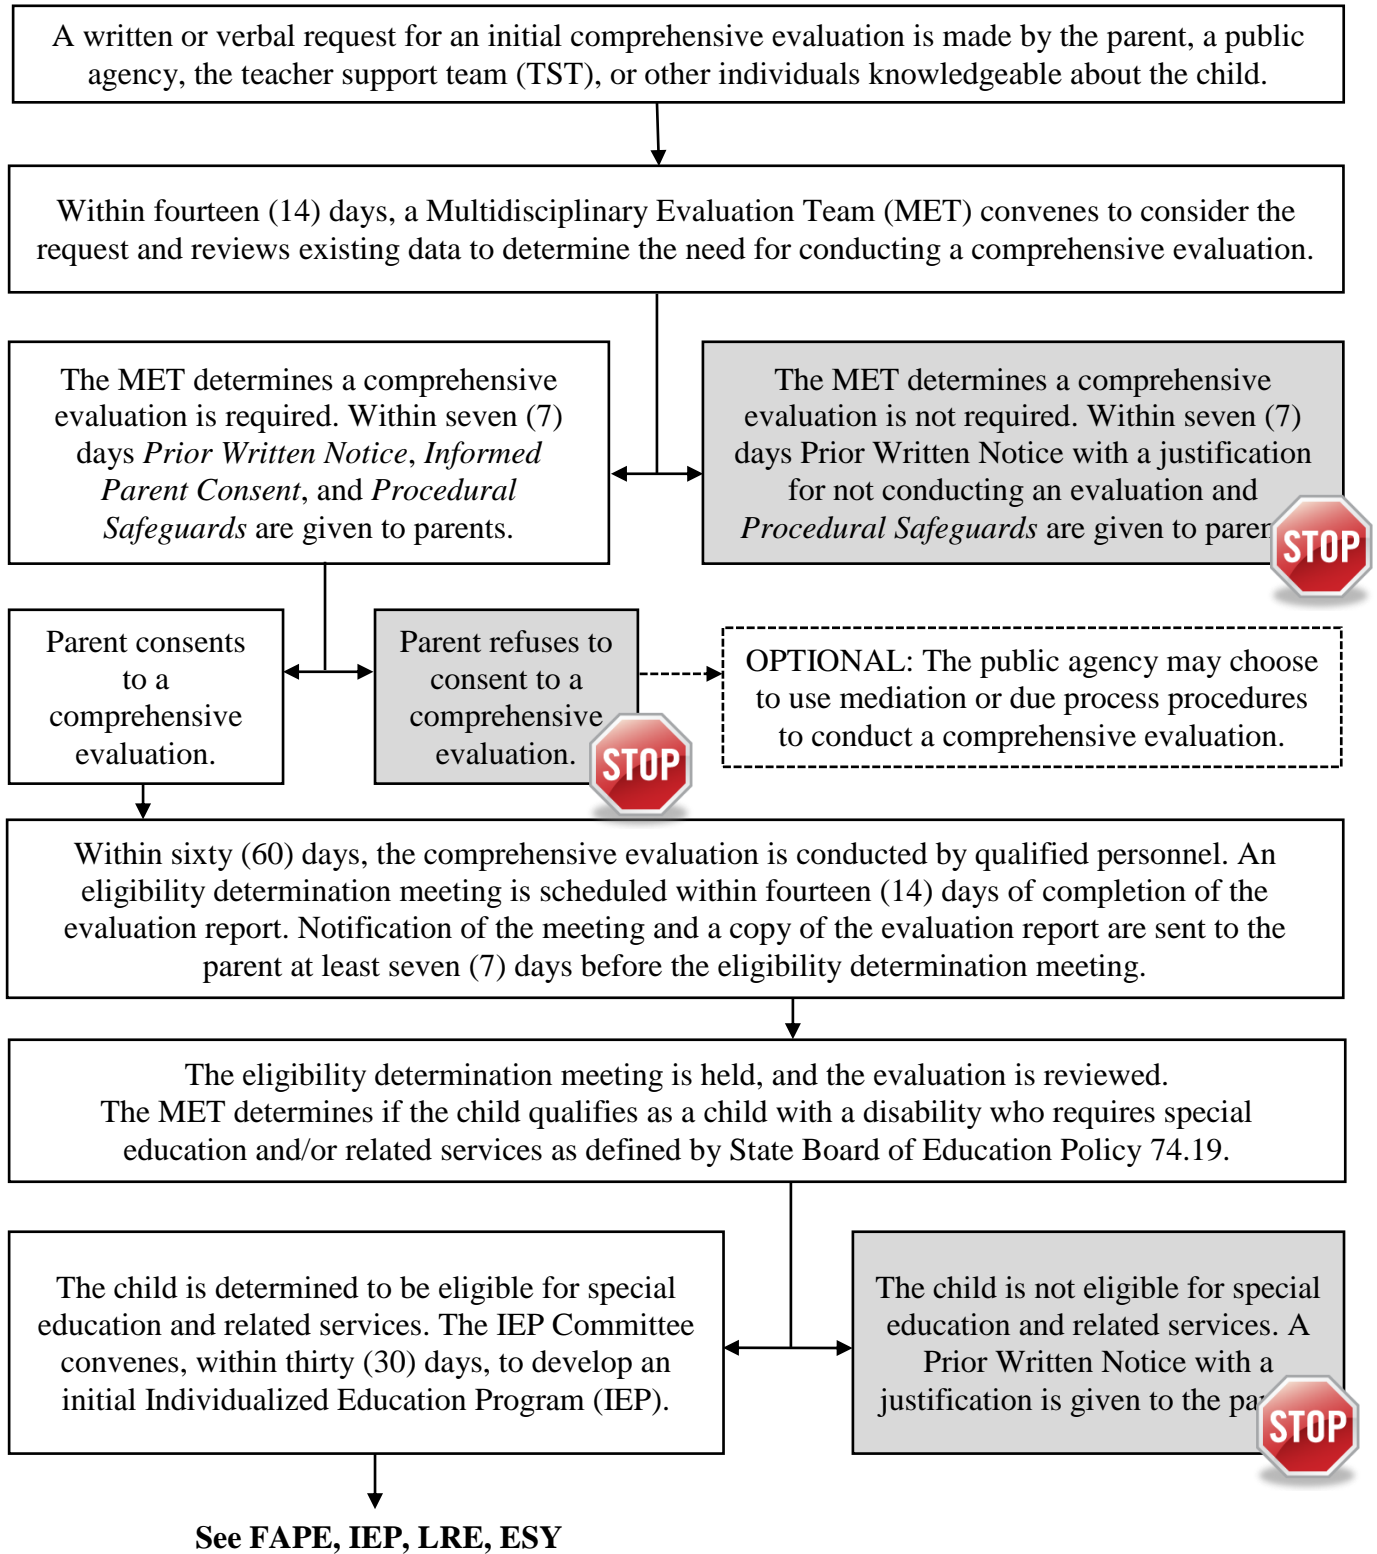 A written or verbal request for an initial comprehensive evaluation is made by the parent, a public
agency, the teacher support team (TST), or other individuals knowledgeable about the child.
Within fourteen (14) days, a Multidisciplinary Evaluation Team (MET) convenes to consider the
request and reviews existing data to determine the need for conducting a comprehensive evaluation.
The MET determines a comprehensive
evaluation is required. Within seven (7)
days Prior Written Notice, Informed
Parent Consent, and Procedural
Safeguards are given to parents.
The MET determines a comprehensive
evaluation is not required. Within seven (7)
days Prior Written Notice with a justification
for not conducting an evaluation and
Procedural Safeguards are given to
STOP
Parent consents
to a
comprehensive
evaluation.
Parent refuses to
consent to a
comprehensive
evaluation.
STOP
OPTIONAL: The public agency may choose
to use mediation or due process procedures
to conduct a comprehensive evaluation.
Within sixty (60) days, the comprehensive evaluation is conducted by qualified personnel. An
eligibility determination meeting is scheduled within fourteen (14) days of completion of the
evaluation report. Notification of the meeting and a copy of the evaluation report are sent to the
parent at least seven (7) days before the eligibility determination meeting.
The eligibility determination meeting is held, and the evaluation is reviewed.
The MET determines if the child qualifies as a child with a disability who requires special
education and/or related services as defined by State Board of Education Policy 74.19.
The child is determined to be eligible for special
education and related services. The IEP Committee
convenes, within thirty (30) days, to develop an
initial Individualized Education Program (IEP).
The child is not eligible for special
education and related services. A
Prior Written Notice with a
justification is given to the
STOP
See FAPE, IEP, LRE, ESY